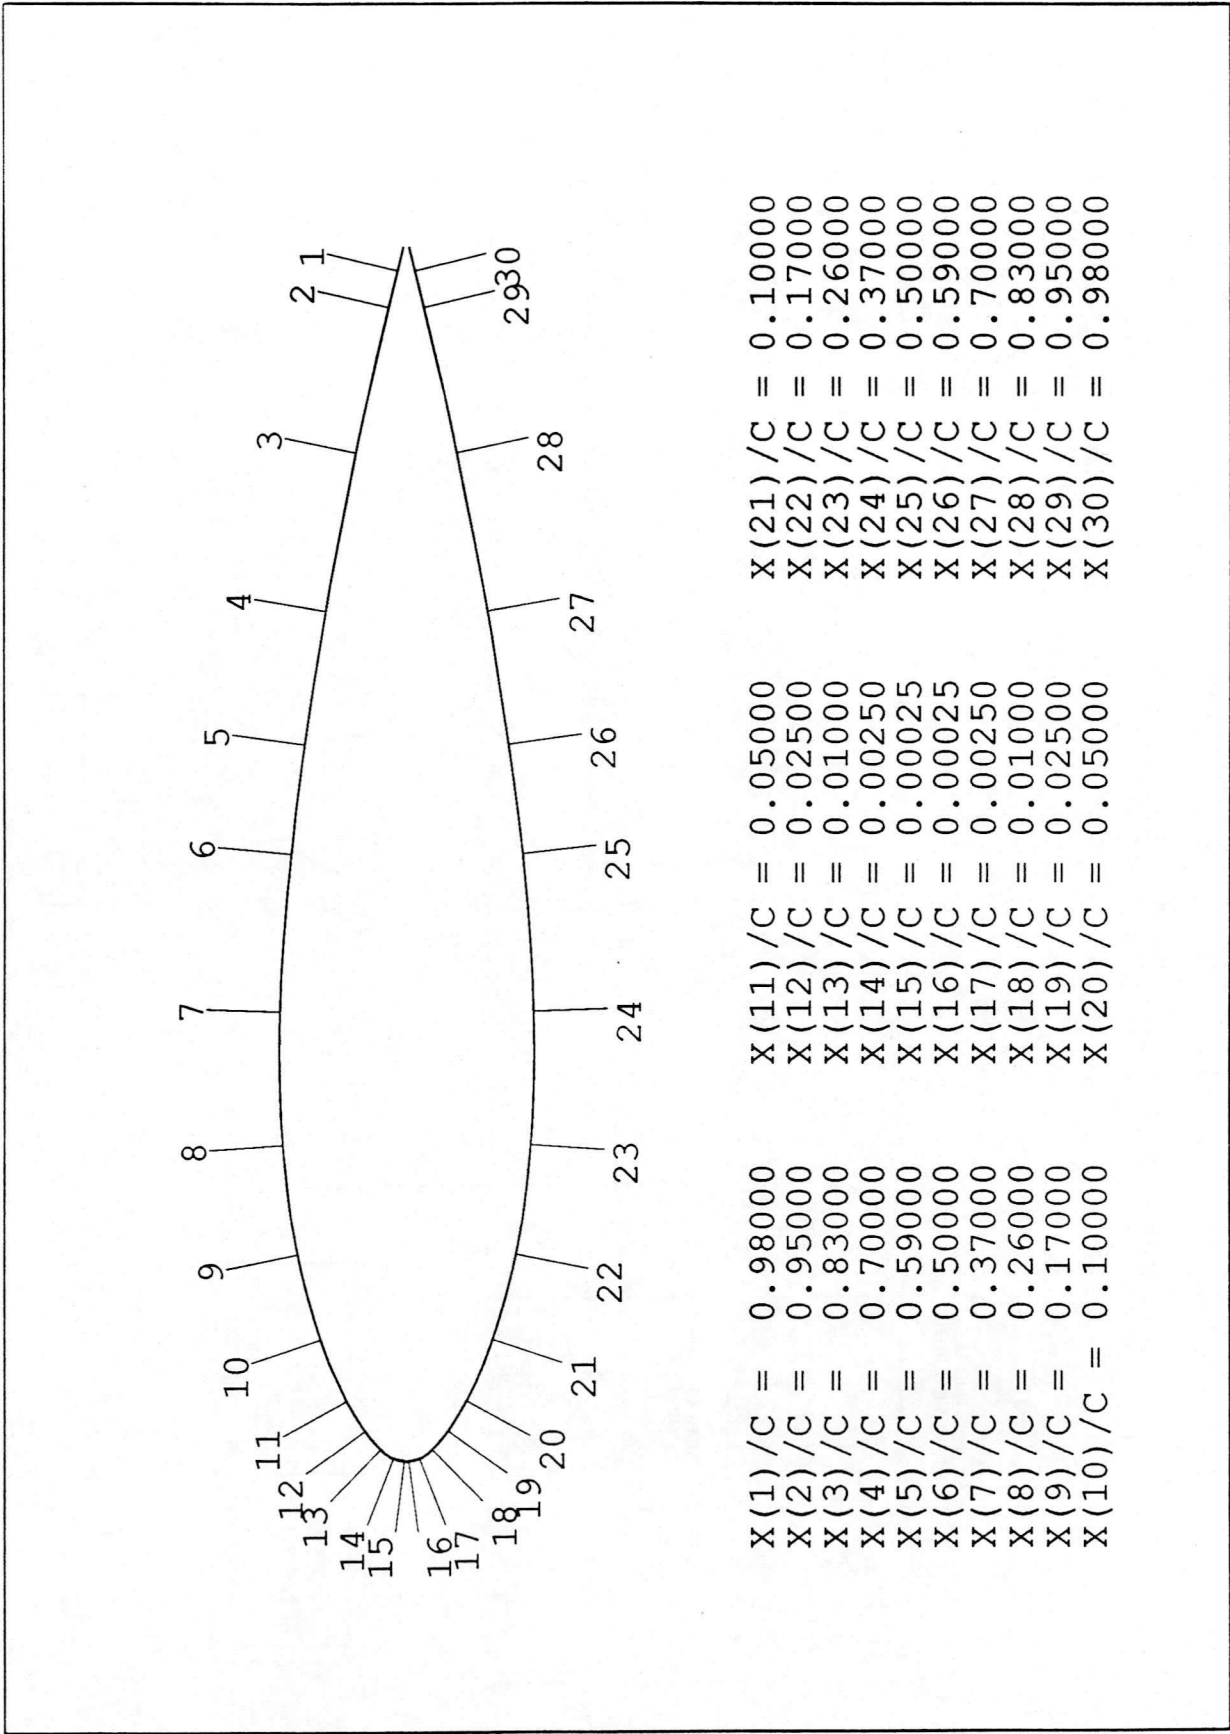 1
2
3
4
5
6
7
8
9
10
11
12
13
14
15
16
17
18
19
20
21
22
23
24
25
26
27
28
29
30
X(1)/C = 0.98000
X(2)/C = 0.95000
X(3)/C = 0.83000
X(4)/C = 0.70000
X(5)/C = 0.59000
X(6)/C = 0.50000
X(7)/C = 0.37000
X(8)/C = 0.26000
X(9)/C = 0.17000
X(10)/C = 0.10000
X(11)/C = 0.05000
X(12)/C = 0.02500
X(13)/C = 0.01000
X(14)/C = 0.00250
X(15)/C = 0.00025
X(16)/C = 0.00025
X(17)/C = 0.00250
X(18)/C = 0.01000
X(19)/C = 0.02500
X(20)/C = 0.05000
X(21)/C = 0.10000
X(22)/C = 0.17000
X(23)/C = 0.26000
X(24)/C = 0.37000
X(25)/C = 0.50000
X(26)/C = 0.59000
X(27)/C = 0.70000
X(28)/C = 0.83000
X(29)/C = 0.95000
X(30)/C = 0.98000